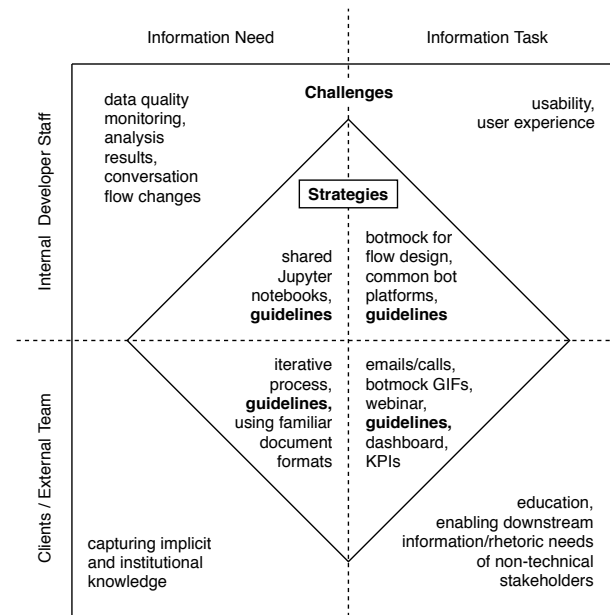 Information Need
Information Task
Internal Developer Staff
Clients / External Team
Challenges
data quality
monitoring,
analysis
results,
conversation
flow changes
usability,
user experience
Strategies
shared
Jupyter
notebooks,
guidelines
botmock for
flow design,
common bot
platforms,
guidelines
iterative
process,
guidelines,
using familiar
document
formats
emails/calls,
botmock GIFs,
webinar,
guidelines,
dashboard,
KPIs
capturing implicit
and institutional
knowledge
education,
enabling downstream
information/rhetoric needs
of non-technical
stakeholders